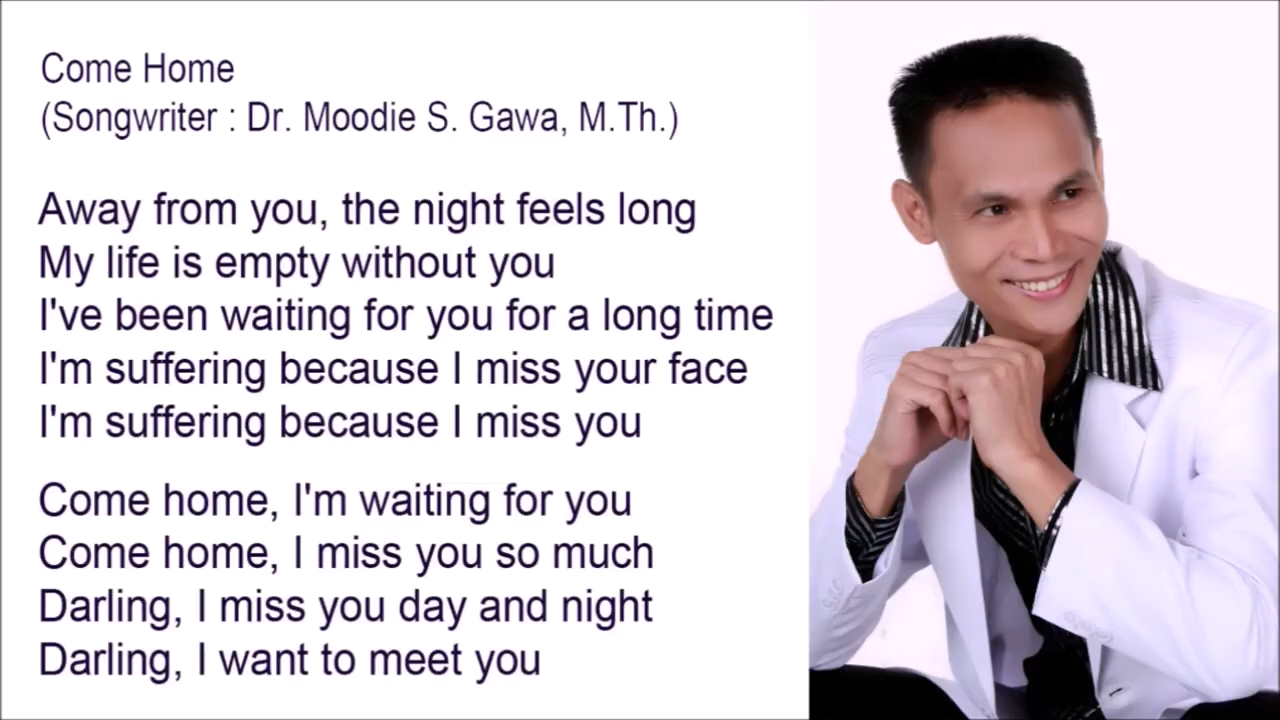 Come Home
(Songwriter : Dr. Moodie S. Gawa, M.Th.)
Away from you, the night feels long
My life is empty without you
I've been waiting for you for a long time
I'm suffering because I miss your face
I'm suffering because I miss you
Come home, I'm waiting for you
Come home, I miss you so much
Darling, I miss you day and night
Darling, I want to meet you